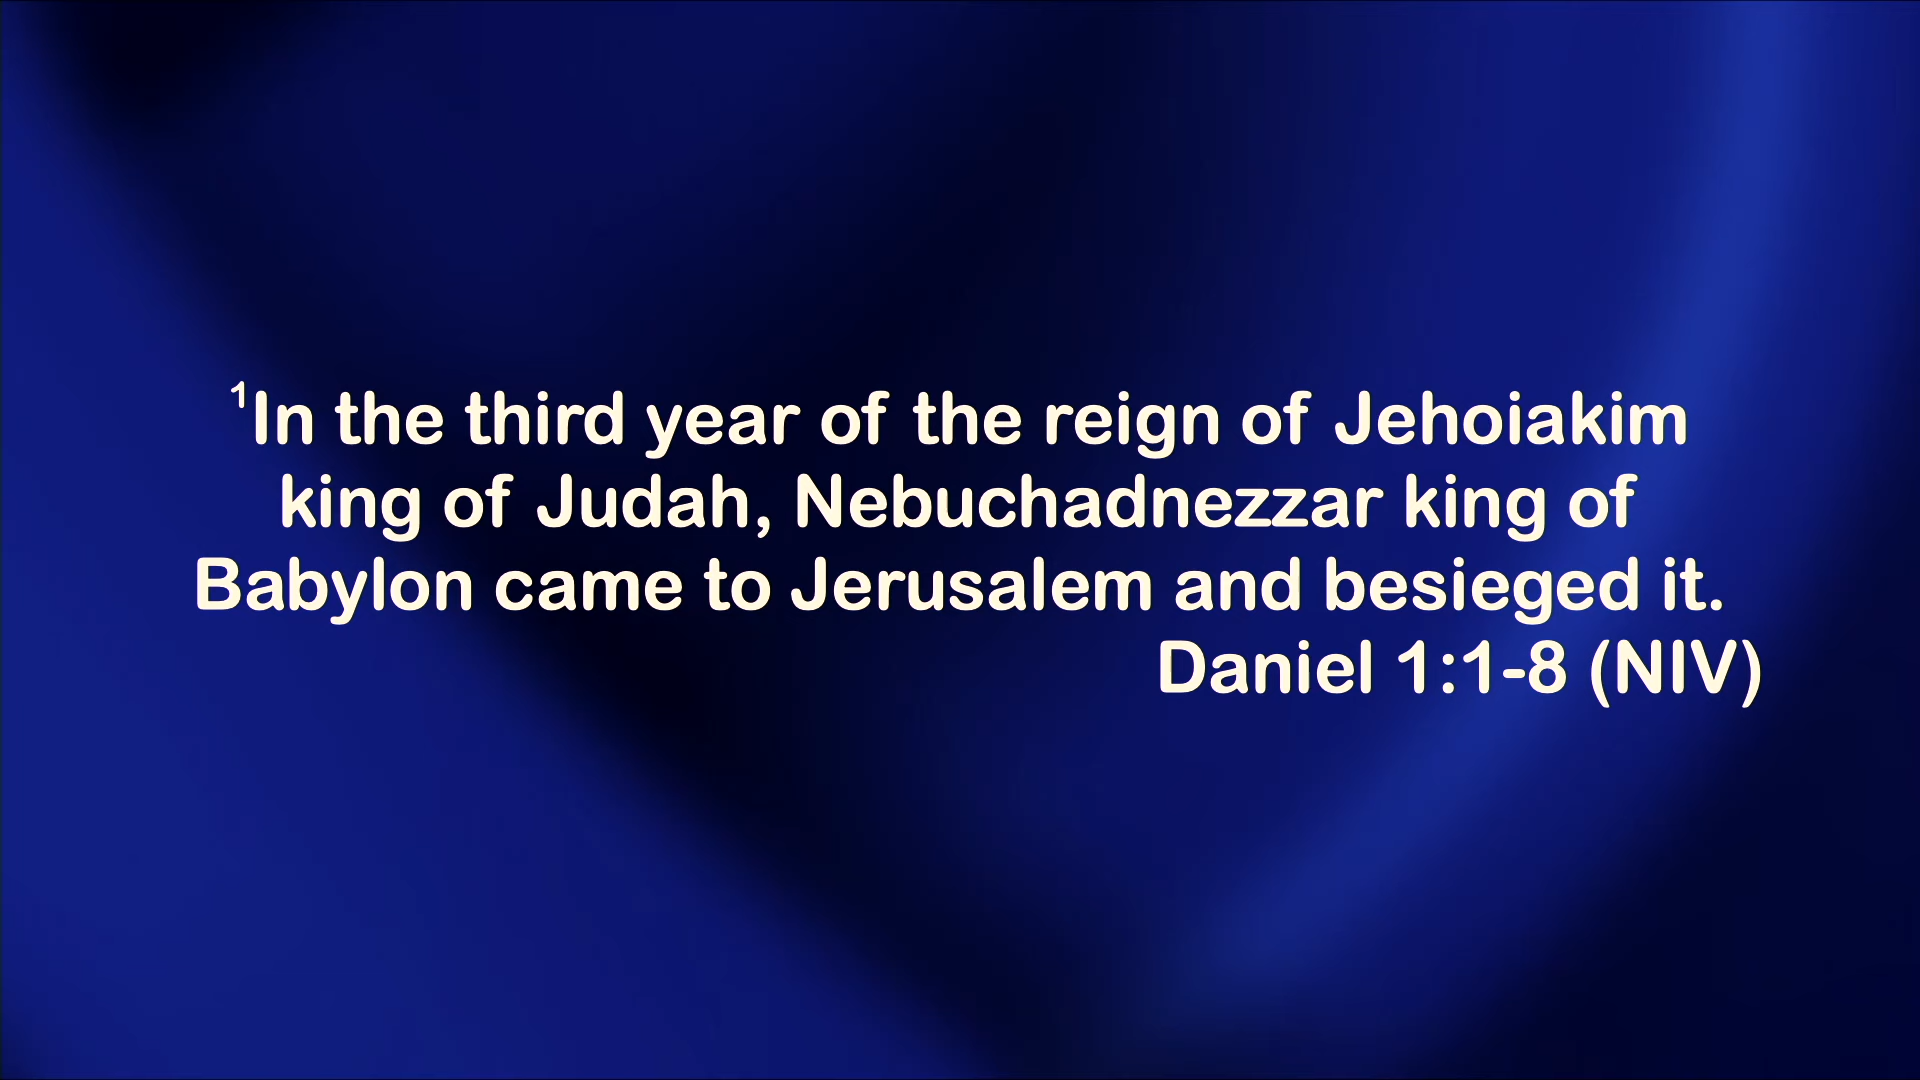 ¹In the third year of the reign of Jehoiakim
king of Judah, Nebuchadnezzar king of
Babylon came to Jerusalem and besieged it.
Daniel 1:1-8 (NIV)